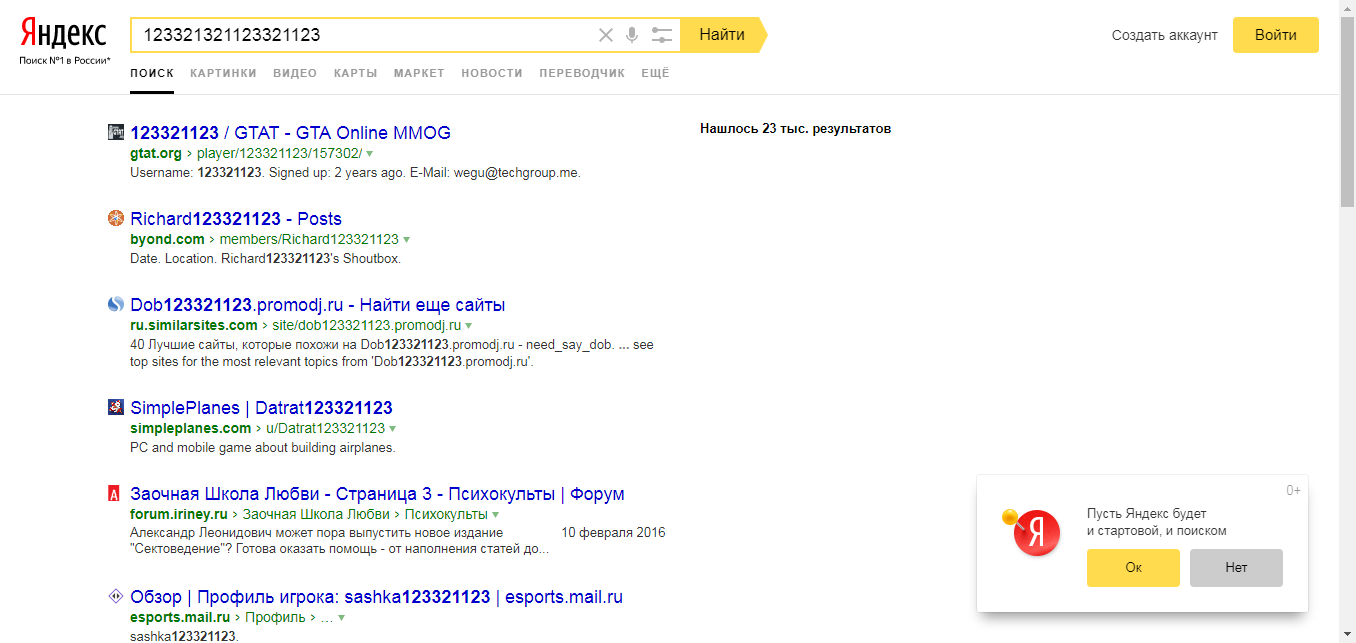 Яндекс
Поиск №1 в России*
123321321123321123
Найти
Создать аккаунт
Войти
ПОИСК КАРТИНКИ ВИДЕО КАРТЫ МАРКЕТ НОВОСТИ ПЕРЕВОДЧИК ЕЩЁ
123321123 / GTAT - GTA Online MMOG
gtat.org › player/123321123/157302/
Username: 123321123. Signed up: 2 years ago. E-Mail: wegu@techgroup.me.
Richard123321123 - Posts
byond.com › members/Richard123321123
Date. Location. Richard123321123's Shoutbox.
Dob123321123.promodj.ru - Найти еще сайты
ru.similarsites.com › site/dob123321123.promodj.ru
40 Лучшие сайты, которые похожи на Dob123321123.promodj.ru - need_say_dob. ... see
top sites for the most relevant topics from 'Dob123321123.promodj.ru'.
SimplePlanes | Datrat123321123
simpleplanes.com › u/Datrat123321123
PC and mobile game about building airplanes.
Заочная Школа Любви - Страница 3 - Психокульты | Форум
forum.iriney.ru › Заочная Школа Любви › Психокульты
Александр Леонидович может пора выпустить новое издание
"Сектоведение"? Готова оказать помощь - от наполнения статей до...
10 февраля 2016
Обзор | Профиль игрока: sashka123321123 | esports.mail.ru
esports.mail.ru › Профиль › ...
sashka123321123.
Нашлось 23 тыс. результатов
0+
Я
Пусть Яндекс будет
и стартовой, и поиском
Ок
Нет